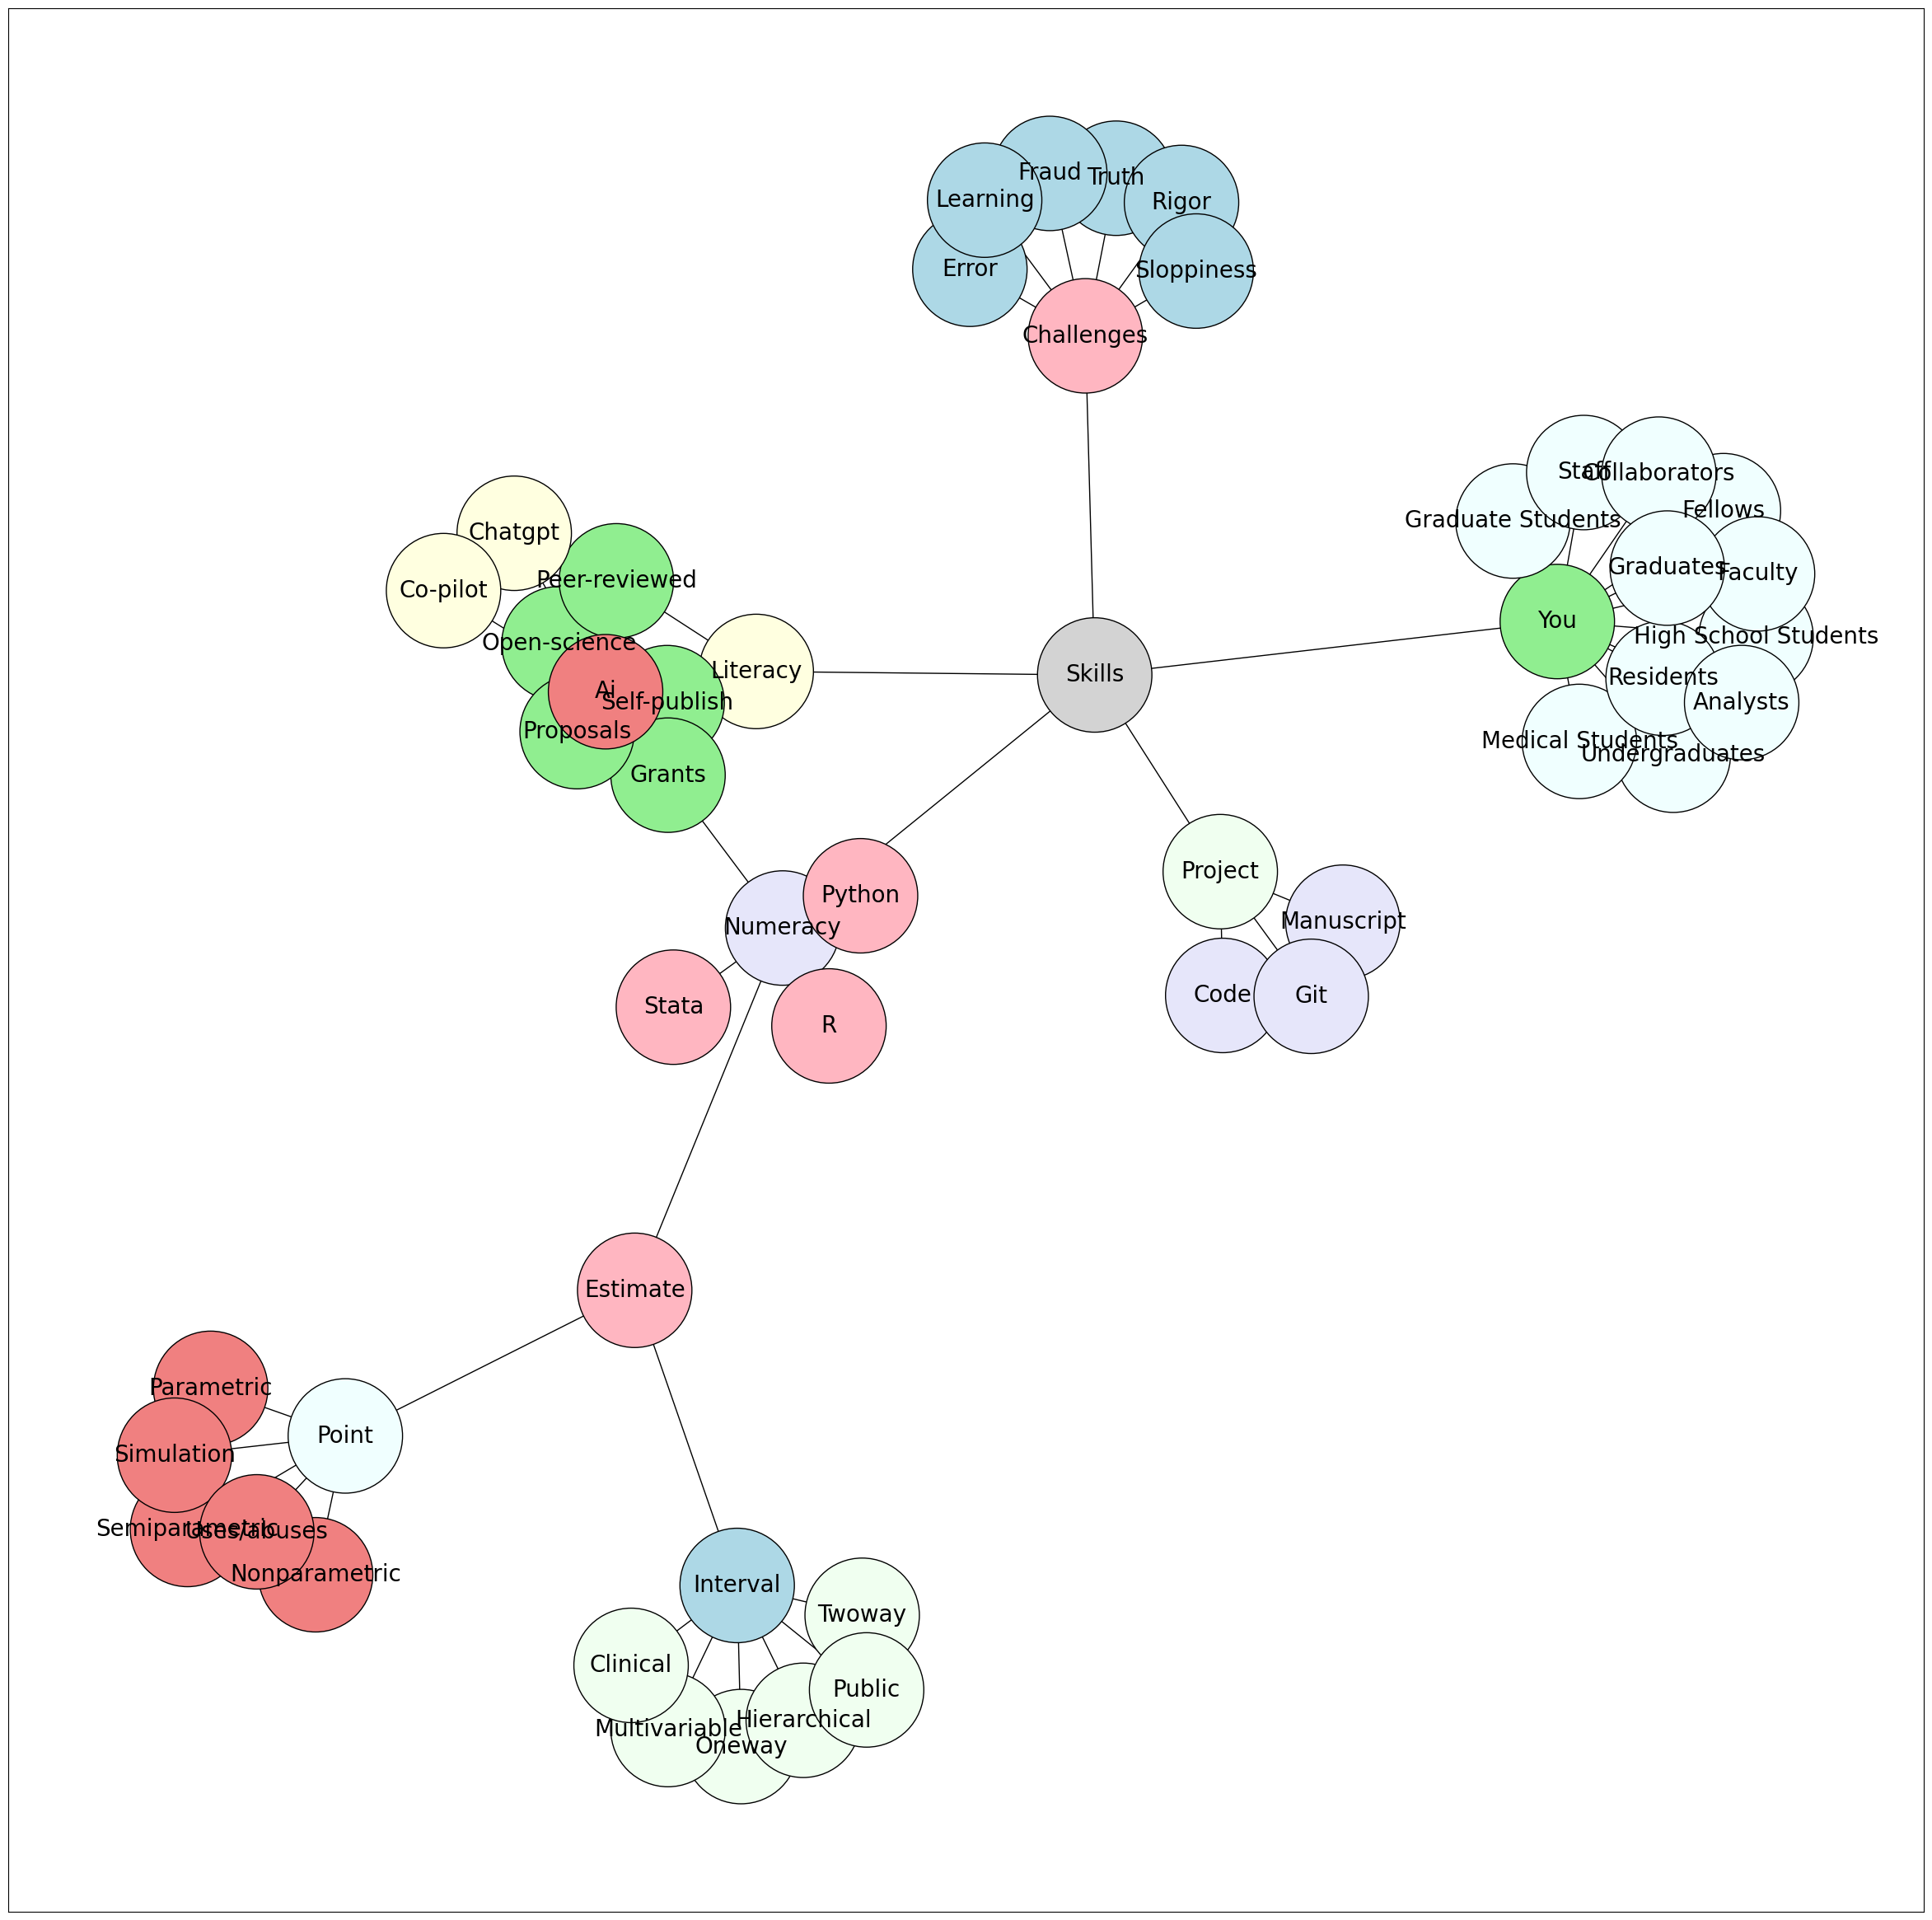 Fraud
Truth
Learning
Rigor
Error
Sloppiness
Challenges
Staff
Collaborators
Fellows
Graduate Students
Chatgpt
Graduates
Faculty
Peer-reviewed
Co-pilot
You
High School Students
Open-science
Literacy
Skills
Residents
Ai
Self-publish
Analysts
Proposals
Medical Students
Undergraduates
Grants
Project
Python
Manuscript
Numeracy
Code
Git
Stata
R
Estimate
Parametric
Point
Simulation
Semiparametric
Uses/abuses
Nonparametric
Interval
Twoway
Clinical
Public
Hierarchical
Multivariable
Oneway